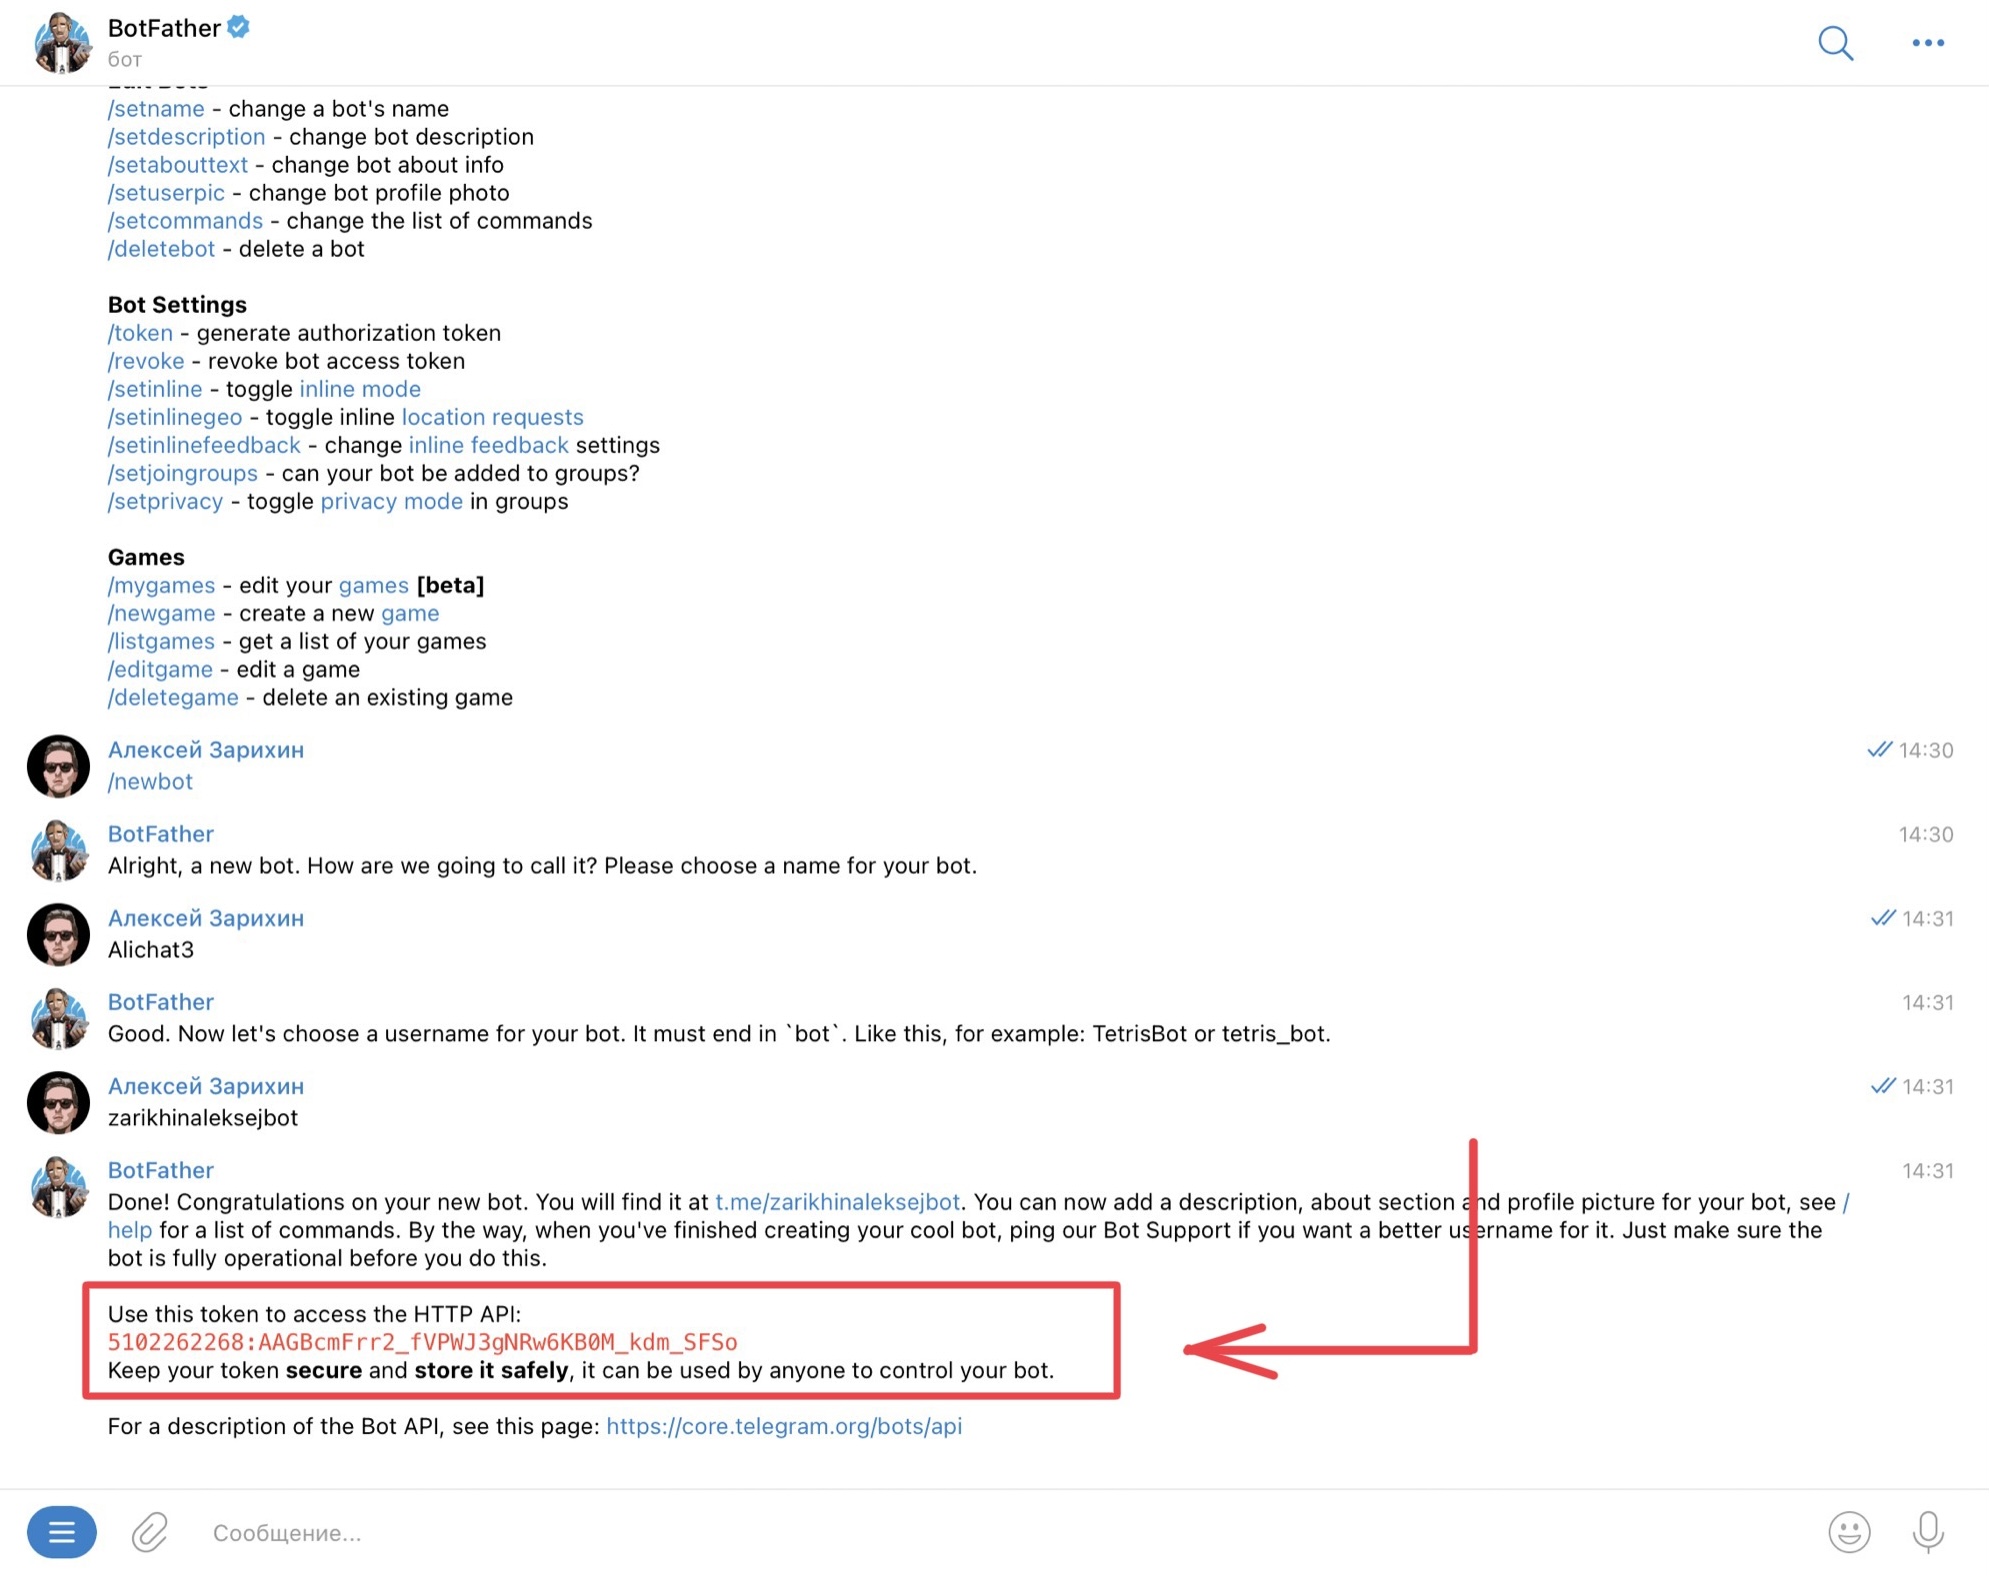 BotFather
бот
/setname - change a bot's name
/setdescription - change bot description
/setabouttext - change bot about info
/setuserpic - change bot profile photo
/setcommands - change the list of commands
/deletebot - delete a bot
Bot Settings
/token - generate authorization token
/revoke - revoke bot access token
/setinline - toggle inline mode
/setinlinegeo - toggle inline location requests
/setinlinefeedback - change inline feedback settings
/setjoingroups - can your bot be added to groups?
/setprivacy - toggle privacy mode in groups
Games
/mygames - edit your games [beta]
/newgame - create a new game
/listgames - get a list of your games
/editgame - edit a game
/deletegame - delete an existing game
Алексей Зарихин 14:30
/newbot
BotFather 14:30
Alright, a new bot. How are we going to call it? Please choose a name for your bot.
Алексей Зарихин 14:31
Alichat3
BotFather 14:31
Good. Now let's choose a username for your bot. It must end in `bot`. Like this, for example: TetrisBot or tetris_bot.
Алексей Зарихин 14:31
zarikhinaleksejbot
BotFather 14:31
Done! Congratulations on your new bot. You will find it at t.me/zarikhinaleksejbot. You can now add a description, about section and profile picture for your bot, see /
help for a list of commands. By the way, when you've finished creating your cool bot, ping our Bot Support if you want a better username for it. Just make sure the
bot is fully operational before you do this.
Use this token to access the HTTP API:
5102262268:AAGBcmFrr2_fVPWJ3gNRw6KB0M_kdm_SFSo
Keep your token secure and store it safely, it can be used by anyone to control your bot.
For a description of the Bot API, see this page: https://core.telegram.org/bots/api
Сообщение...